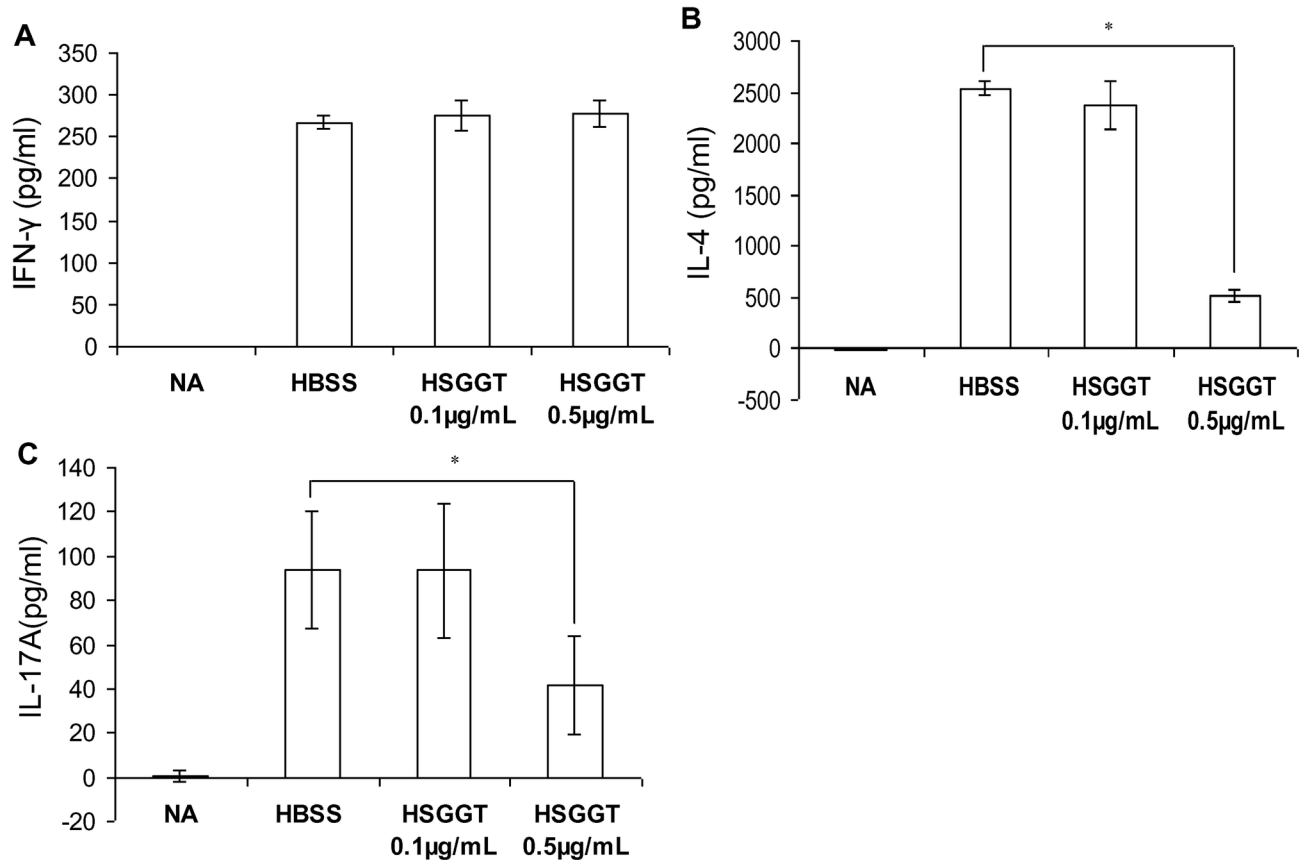 A
IFN-γ (pg/ml)
350
300
250
200
150
100
50
0
NA
HBSS
HSGGT
0.1µg/mL
HSGGT
0.5µg/mL
B
*
IL-4 (pg/ml)
3000
2500
2000
1500
1000
500
0
-500
NA
HBSS
HSGGT
0.1µg/mL
HSGGT
0.5µg/mL
C
*
IL-17A(pg/ml)
140
120
100
80
60
40
20
0
-20
NA
HBSS
HSGGT
0.1µg/mL
HSGGT
0.5µg/mL